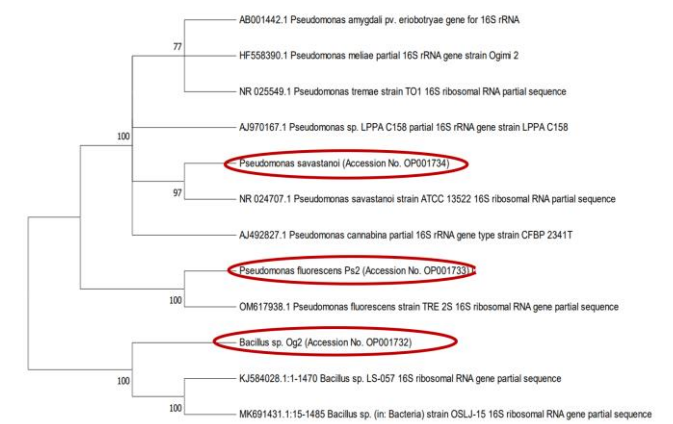 AB001442.1 Pseudomonas amygdali pv. eriobotryae gene for 16S rRNA
77
HF558390.1 Pseudomonas meliae partial 16S rRNA gene strain Ogimi 2
NR 025549.1 Pseudomonas tremae strain TO1 16S ribosomal RNA partial sequence
AJ970167.1 Pseudomonas sp. LPPA C158 partial 16S rRNA gene strain LPPA C158
100
Pseudomonas savastanoi (Accession No. OP001734)
97
NR 024707.1 Pseudomonas savastanoi strain ATCC 13522 16S ribosomal RNA partial sequence
AJ492827.1 Pseudomonas cannabina partial 16S rRNA gene type strain CFBP 2341T
Pseudomonas fluorescens Ps2 (Accession No. OP001733)
100
OM617938.1 Pseudomonas fluorescens strain TRE 2S 16S ribosomal RNA gene partial sequence
Bacillus sp. Og2 (Accession No. OP001732)
100
KJ584028.1:1-1470 Bacillus sp. LS-057 16S ribosomal RNA gene partial sequence
100
MK691431.1:15-1485 Bacillus sp. (in: Bacteria) strain OSLJ-15 16S ribosomal RNA gene partial sequence